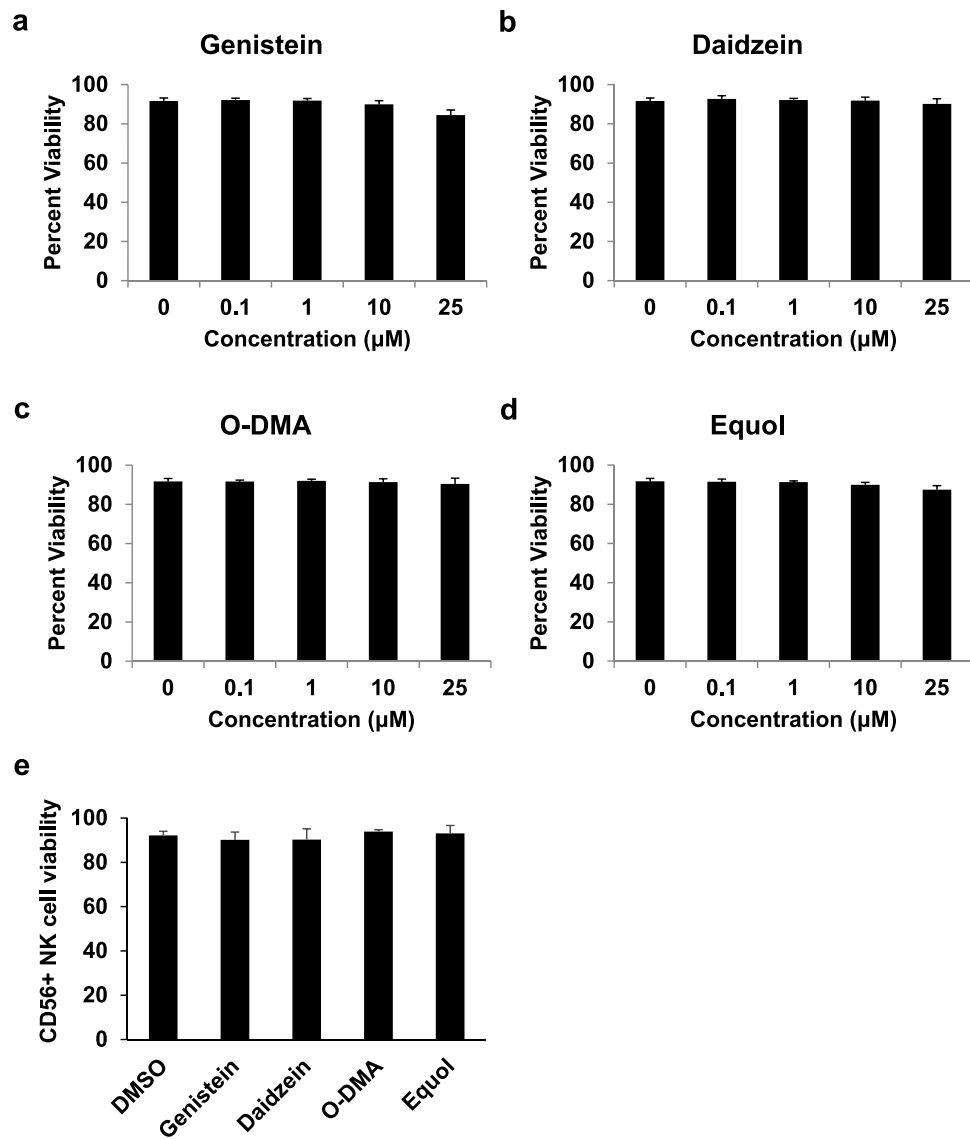 a
Genistein
Percent Viability
100
80
60
40
20
0
0 0.1 1 10 25
Concentration (µM)
b
Daidzein
Percent Viability
100
80
60
40
20
0
0 0.1 1 10 25
Concentration (µM)
c
O-DMA
Percent Viability
100
80
60
40
20
0
0 0.1 1 10 25
Concentration (µM)
d
Equol
Percent Viability
100
80
60
40
20
0
0 0.1 1 10 25
Concentration (µM)
e
CD56+ NK cell viability
100
80
60
40
20
0
DMSO
Genistein
Daidzein
O-DMA
Equol